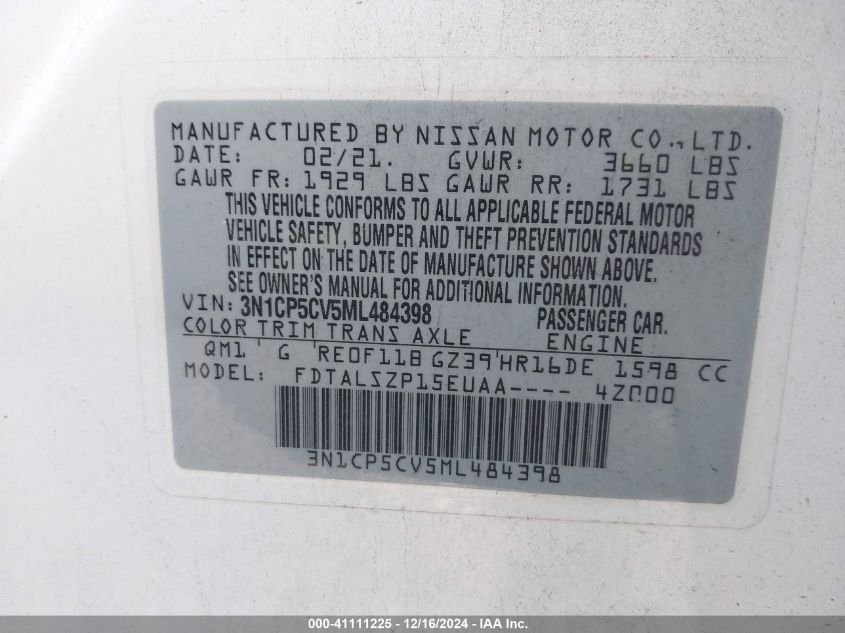 MANUFACTURED BY NISSAN MOTOR CO., LTD.
DATE: 02/21. GVWR: 3660 LBS
GAWR FR: 1929 LBS GAWR RR: 1731 LBS
THIS VEHICLE CONFORMS TO ALL APPLICABLE FEDERAL MOTOR
VEHICLE SAFETY, BUMPER AND THEFT PREVENTION STANDARDS
IN EFFECT ON THE DATE OF MANUFACTURE SHOWN ABOVE.
SEE OWNER'S MANUAL FOR ADDITIONAL INFORMATION.
VIN: 3N1CP5CV5ML484398 PASSENGER CAR.
COLOR TRIM TRANS AXLE ENGINE
QM1 ' G ' RE0F11B GZ39 ' HR16DE 1598 CC
MODEL: FDTALSZP15EUAA---- 4Z000
3N1CP5CV5ML484398
000-41111225 - 12/16/2024 - IAA Inc.